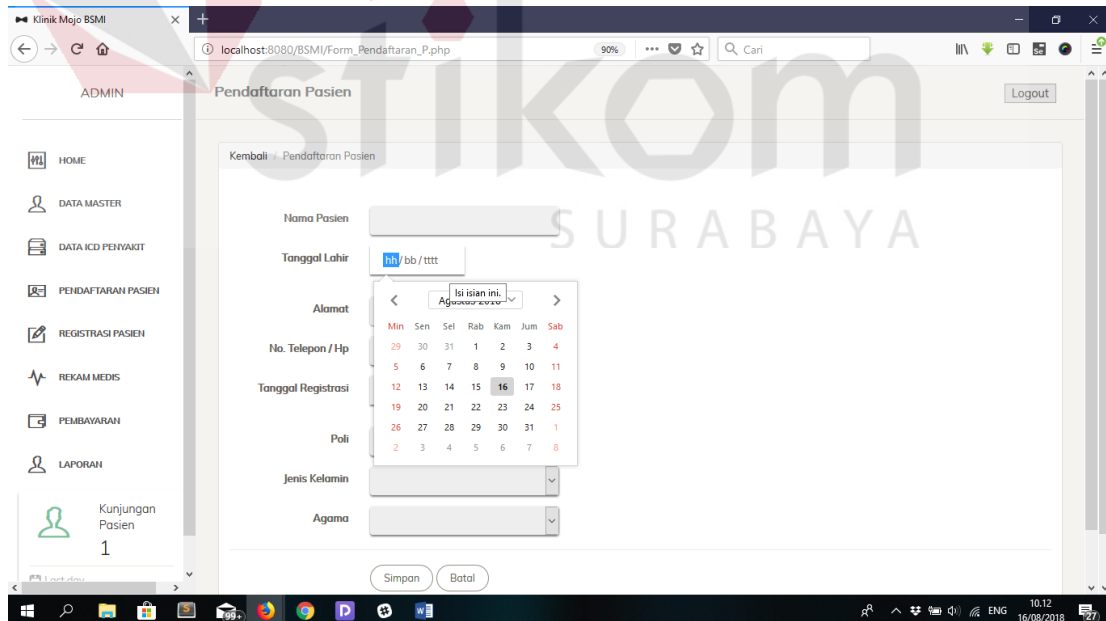 Klinik Mojo BSMI
localhost:8080/BSMI/Form_Pendaftaran_P.php
90%
Cari
ADMIN
Pendaftaran Pasien
Logout
HOME
DATA MASTER
DATA ICD PENYAKIT
PENDAFTARAN PASIEN
REGISTRASI PASIEN
REKAM MEDIS
PEMBAYARAN
LAPORAN
Kunjungan
Pasien
1
Last day
Kembali / Pendaftaran Pasien
Nama Pasien
Tanggal Lahir
hh / bb / tttt
Isi isian ini.
Agustus 2018
Min Sen Sel Rab Kam Jum Sab
29 30 31 1 2 3 4
5 6 7 8 9 10 11
12 13 14 15 16 17 18
19 20 21 22 23 24 25
26 27 28 29 30 31 1
2 3 4 5 6 7 8
Alamat
No. Telepon / Hp
Tanggal Registrasi
Poli
Jenis Kelamin
Agama
Simpan
Batal
stikom
SURABAYA
99+
ENG
10.12
16/08/2018
27